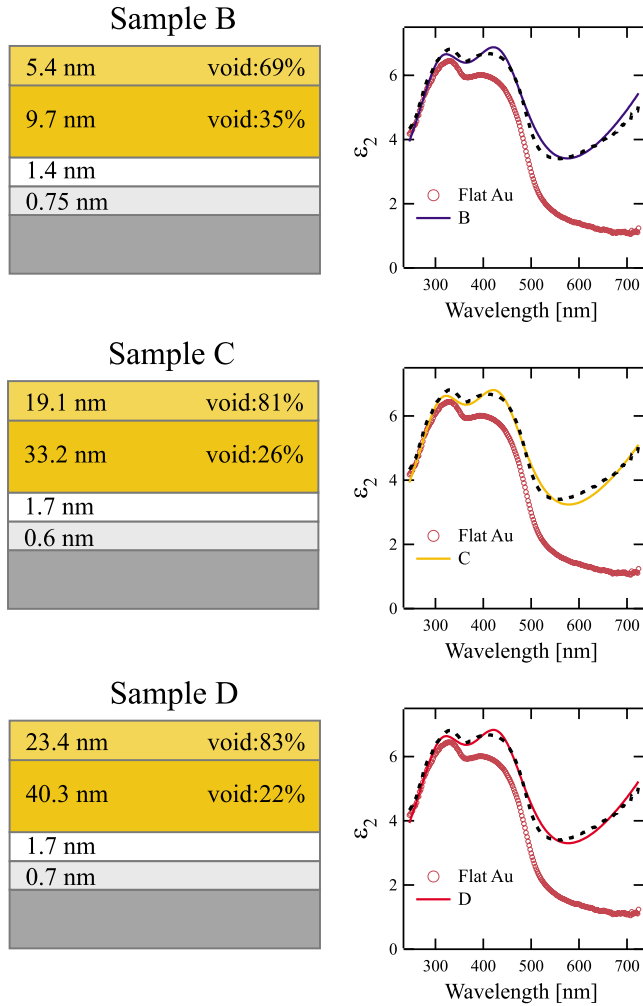 Sample B
5.4 nm void:69%
9.7 nm void:35%
1.4 nm
0.75 nm
6
4
2
0
ε2
Flat Au
B
300 400 500 600 700
Wavelength [nm]
Sample C
19.1 nm void:81%
33.2 nm void:26%
1.7 nm
0.6 nm
6
4
2
0
ε2
Flat Au
C
300 400 500 600 700
Wavelength [nm]
Sample D
23.4 nm void:83%
40.3 nm void:22%
1.7 nm
0.7 nm
6
4
2
0
ε2
Flat Au
D
300 400 500 600 700
Wavelength [nm]